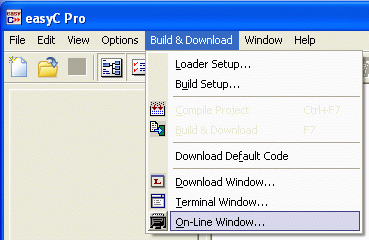 easy C++ easyC Pro
File Edit View Options Build & Download Window Help
Loader Setup...
Build Setup...
Compile Project Ctrl+F7
Build & Download F7
Download Default Code
Download Window...
Terminal Window...
On-Line Window...